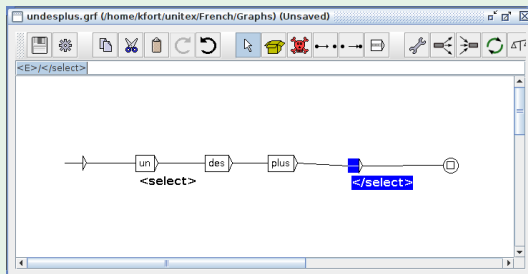 undesplus.grf (/home/kfort/unitex/French/Graphs) (Unsaved)
<E>/</select>
un des plus
<select> </select>